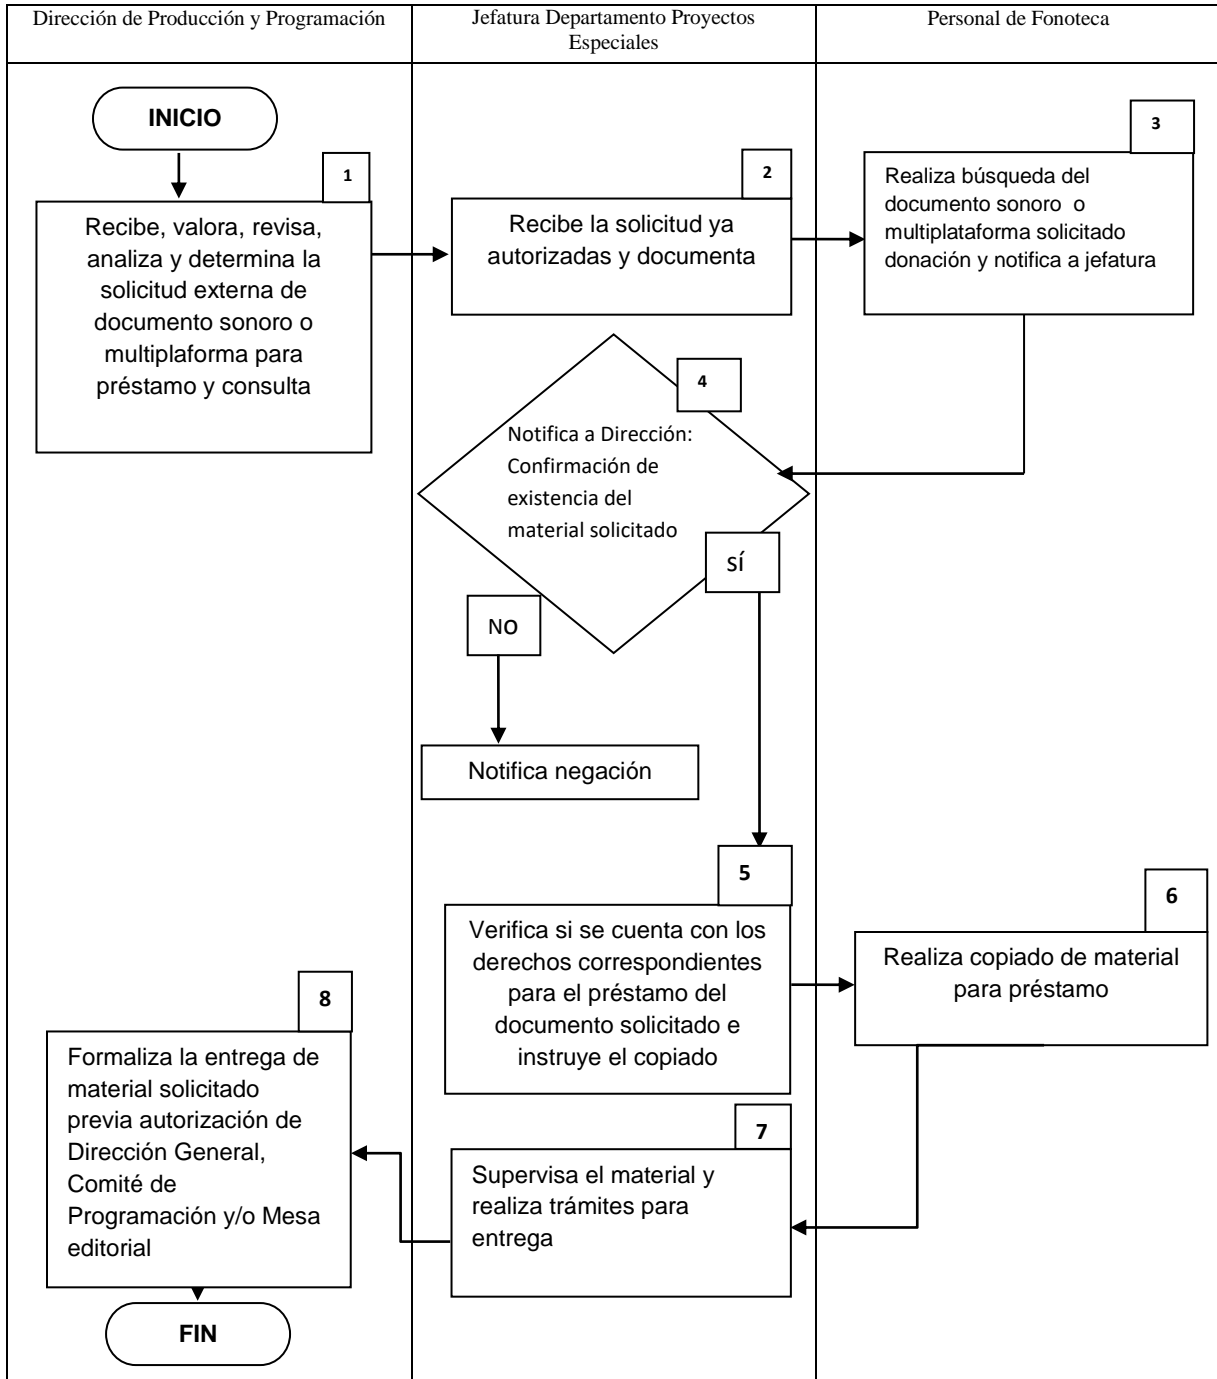 Dirección de Producción y Programación
Jefatura Departamento Proyectos
Especiales
Personal de Fonoteca
INICIO
1
Recibe, valora, revisa,
analiza y determina la
solicitud externa de
documento sonoro o
multiplaforma para
préstamo y consulta
2
Recibe la solicitud ya
autorizadas y documenta
3
Realiza búsqueda del
documento sonoro o
multiplataforma solicitado
donación y notifica a jefatura
4
Notifica a Dirección:
Confirmación de
existencia del
material solicitado
SÍ
NO
Notifica negación
5
Verifica si se cuenta con los
derechos correspondientes
para el préstamo del
documento solicitado e
instruye el copiado
6
Realiza copiado de material
para préstamo
7
Supervisa el material y
realiza trámites para
entrega
8
Formaliza la entrega de
material solicitado
previa autorización de
Dirección General,
Comité de
Programación y/o Mesa
editorial
FIN